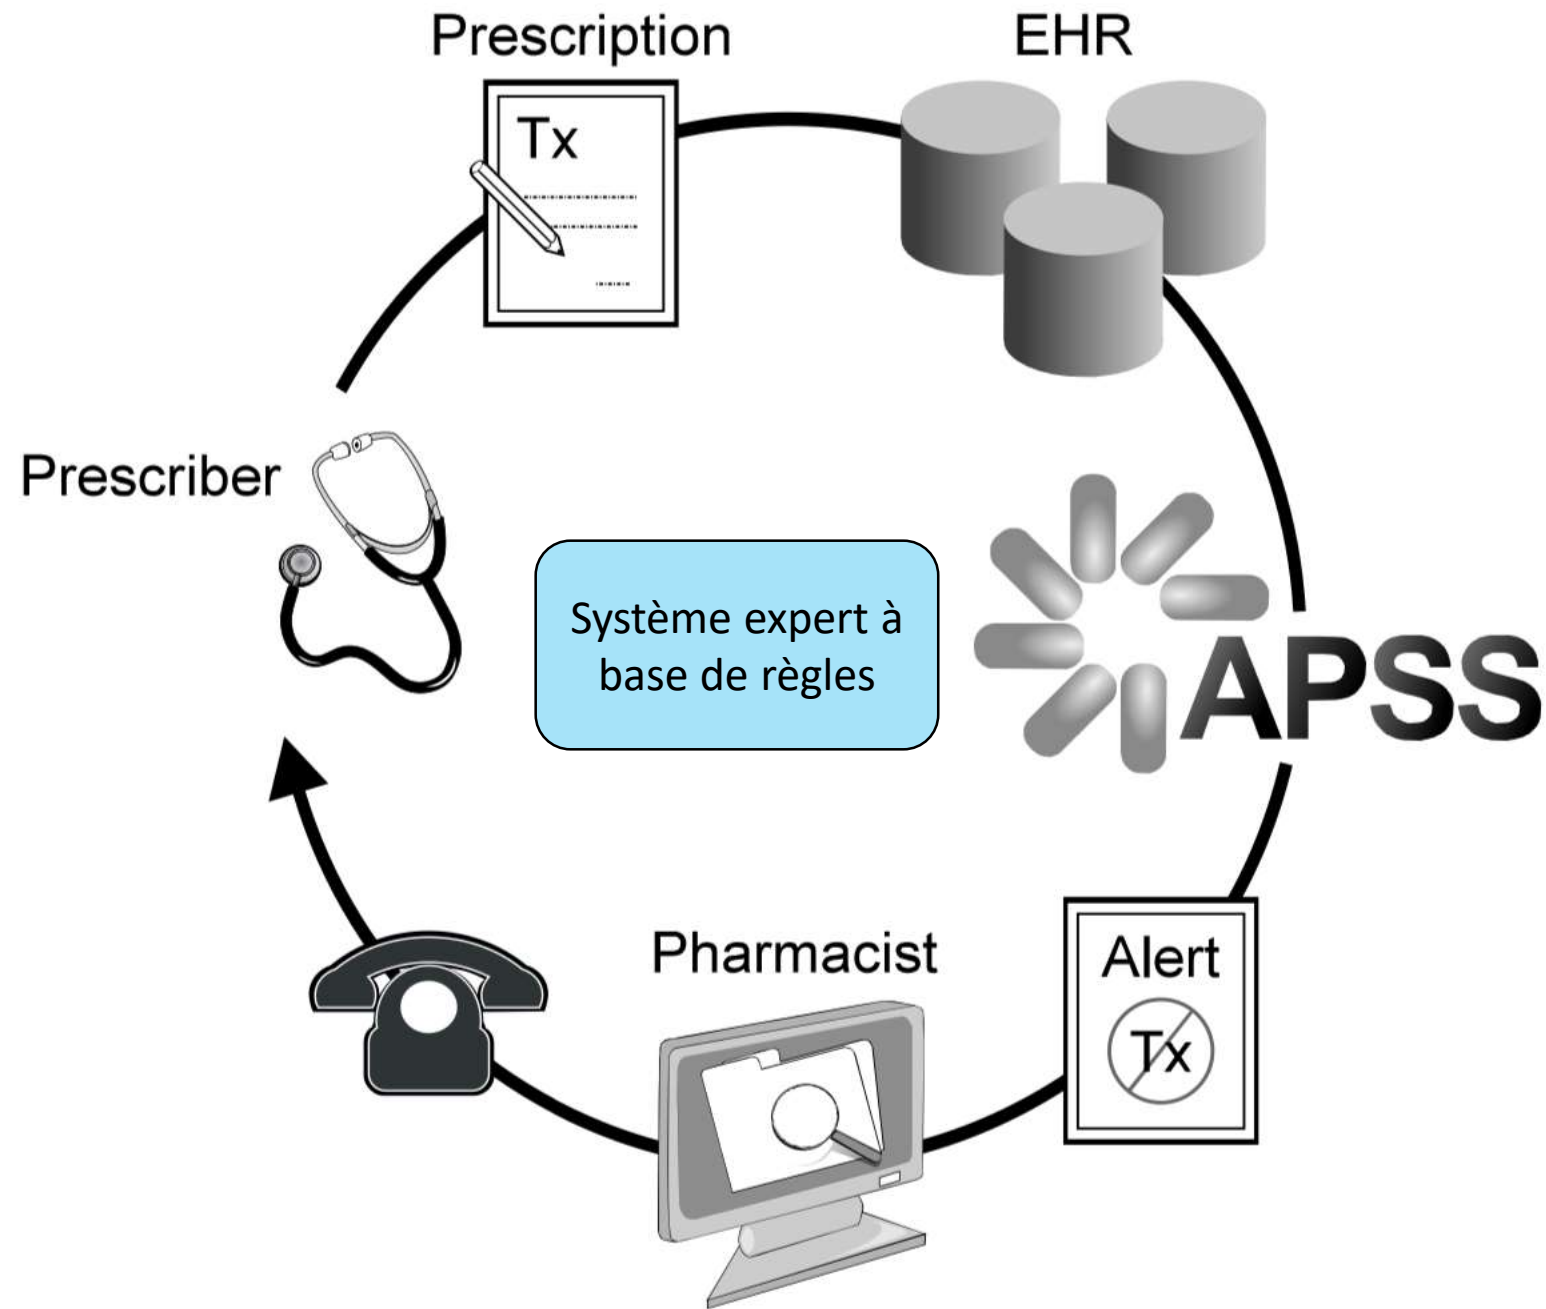 Prescription
EHR
Tx
Prescriber
Système expert à
base de règles
APSS
Pharmacist
Alert
Tx